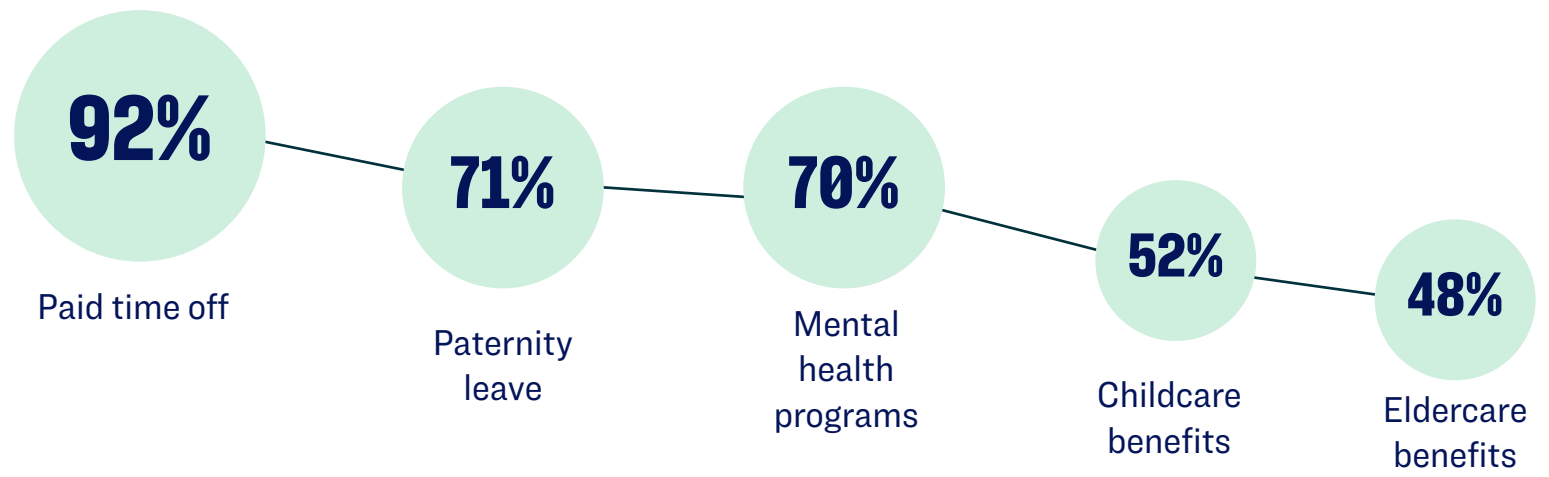 92%
Paid time off
71%
Paternity
leave
70%
Mental
health
programs
52%
Childcare
benefits
48%
Eldercare
benefits